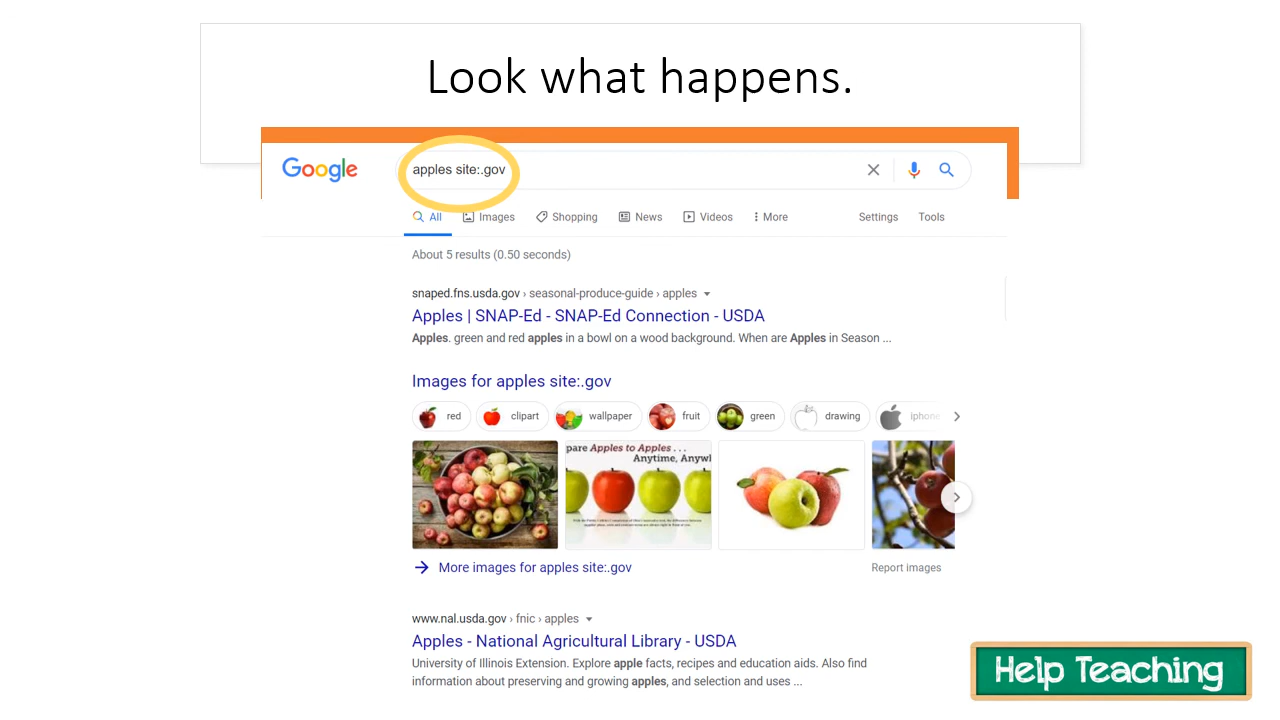 Look what happens.
Google
apples site:.gov
All Images Shopping News Videos More Settings Tools
About 5 results (0.50 seconds)
snaped.fns.usda.gov › seasonal-produce-guide › apples
Apples | SNAP-Ed - SNAP-Ed Connection - USDA
Apples. green and red apples in a bowl on a wood background. When are Apples in Season ...
Images for apples site:.gov
red clipart wallpaper fruit green drawing iphone
pare Apples to Apples . . .
Anytime, Anywh
More images for apples site:.gov Report images
www.nal.usda.gov › fnic › apples
Apples - National Agricultural Library - USDA
University of Illinois Extension. Explore apple facts, recipes and education aids. Also find
information about preserving and growing apples, and selection and uses ...
Help Teaching